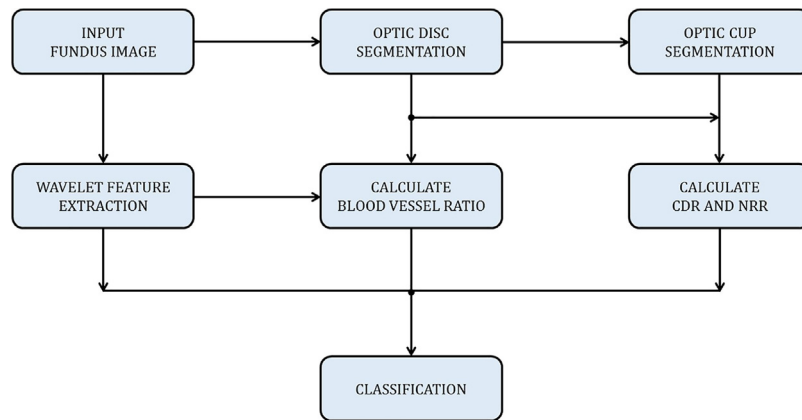 INPUT
FUNDUS IMAGE
OPTIC DISC
SEGMENTATION
OPTIC CUP
SEGMENTATION
WAVELET FEATURE
EXTRACTION
CALCULATE
BLOOD VESSEL RATIO
CALCULATE
CDR AND NRR
CLASSIFICATION